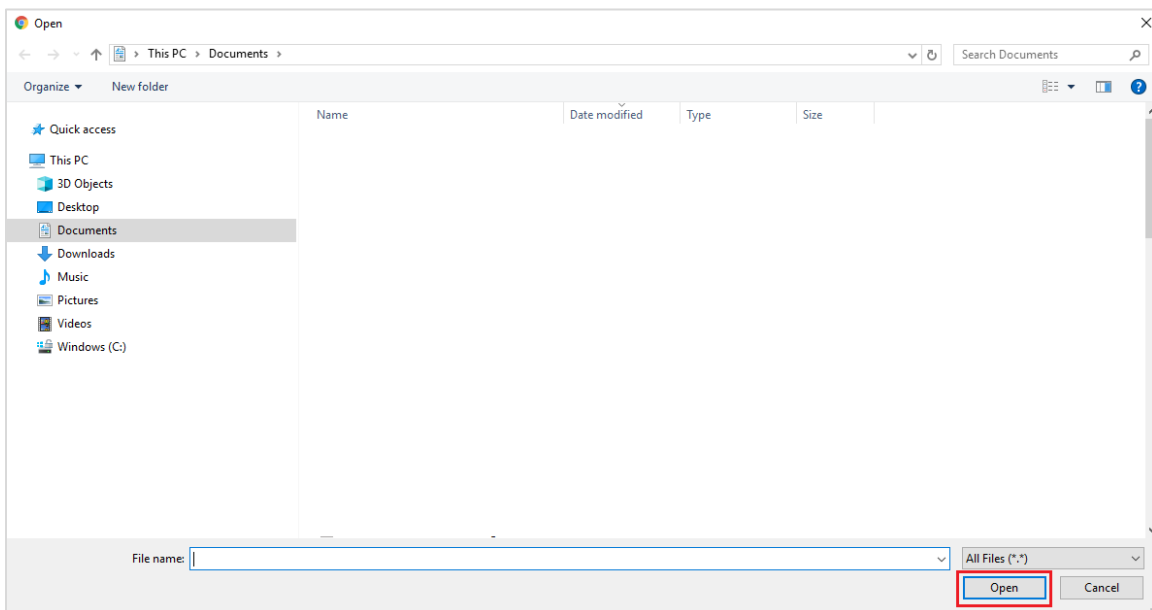 Open
This PC > Documents >
Search Documents
Organize
New folder
Name Date modified Type Size
Quick access
This PC
3D Objects
Desktop
Documents
Downloads
Music
Pictures
Videos
Windows (C:)
File name:
All Files (*.*)
Open Cancel